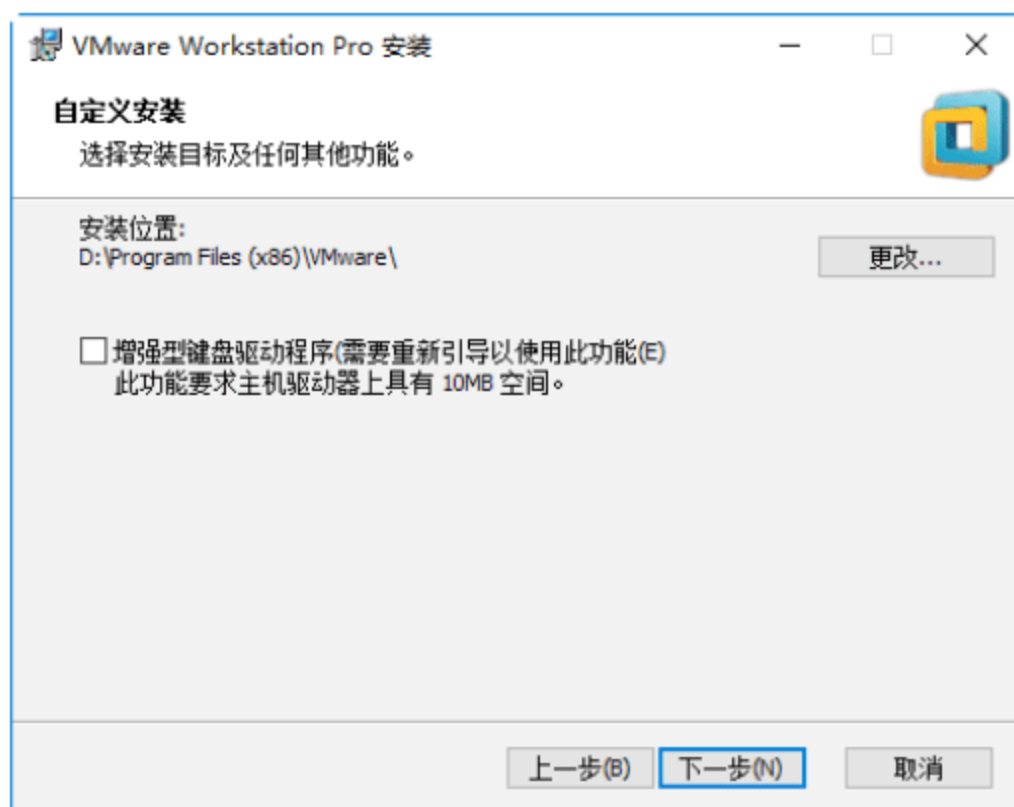 VMware Workstation Pro 安装
自定义安装
选择安装目标及任何其他功能。
安装位置:
D:\Program Files (x86)\VMware\
更改...
增强型键盘驱动程序(需要重新引导以使用此功能(E)
此功能要求主机驱动器上具有 10MB 空间。
上一步(B) 下一步(N) 取消